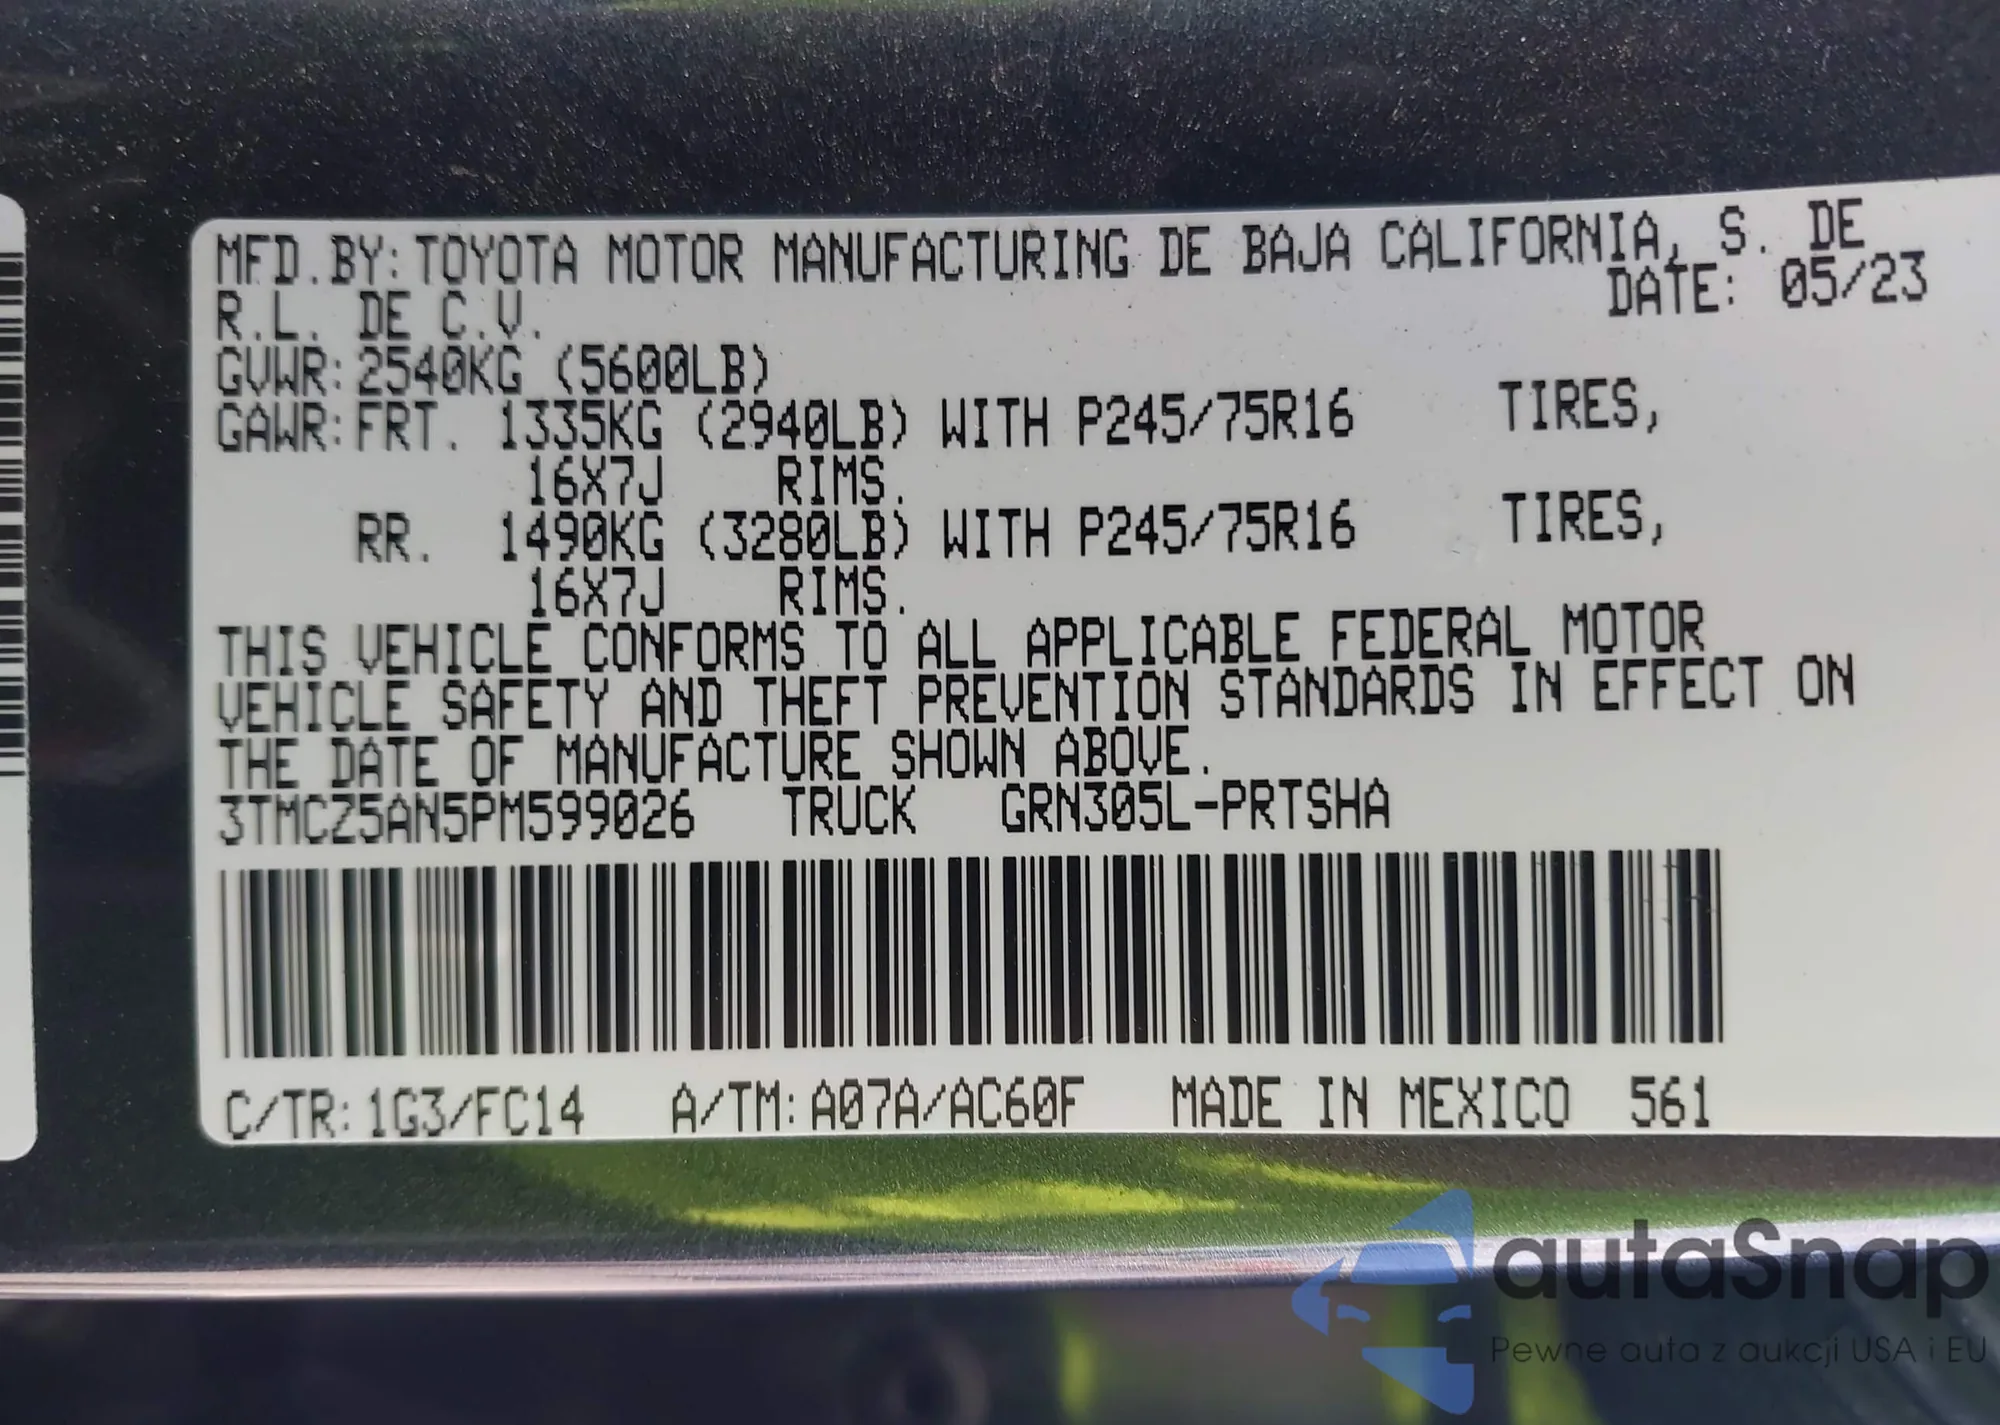 MFD.BY:TOYOTA MOTOR MANUFACTURING DE BAJA CALIFORNIA, S. DE
R.L. DE C.V. DATE: 05/23
GVWR:2540KG (5600LB)
GAWR:FRT. 1335KG (2940LB) WITH P245/75R16 TIRES,
16X7J RIMS.
RR. 1490KG (3280LB) WITH P245/75R16 TIRES,
16X7J RIMS.
THIS VEHICLE CONFORMS TO ALL APPLICABLE FEDERAL MOTOR
VEHICLE SAFETY AND THEFT PREVENTION STANDARDS IN EFFECT ON
THE DATE OF MANUFACTURE SHOWN ABOVE.
3TMCZ5AN5PM599026 TRUCK GRN305L-PRTSHA
C/TR:1G3/FC14 A/TM:A07A/AC60F MADE IN MEXICO 561
autaSnap
Pewne auta z aukcji USA i EU